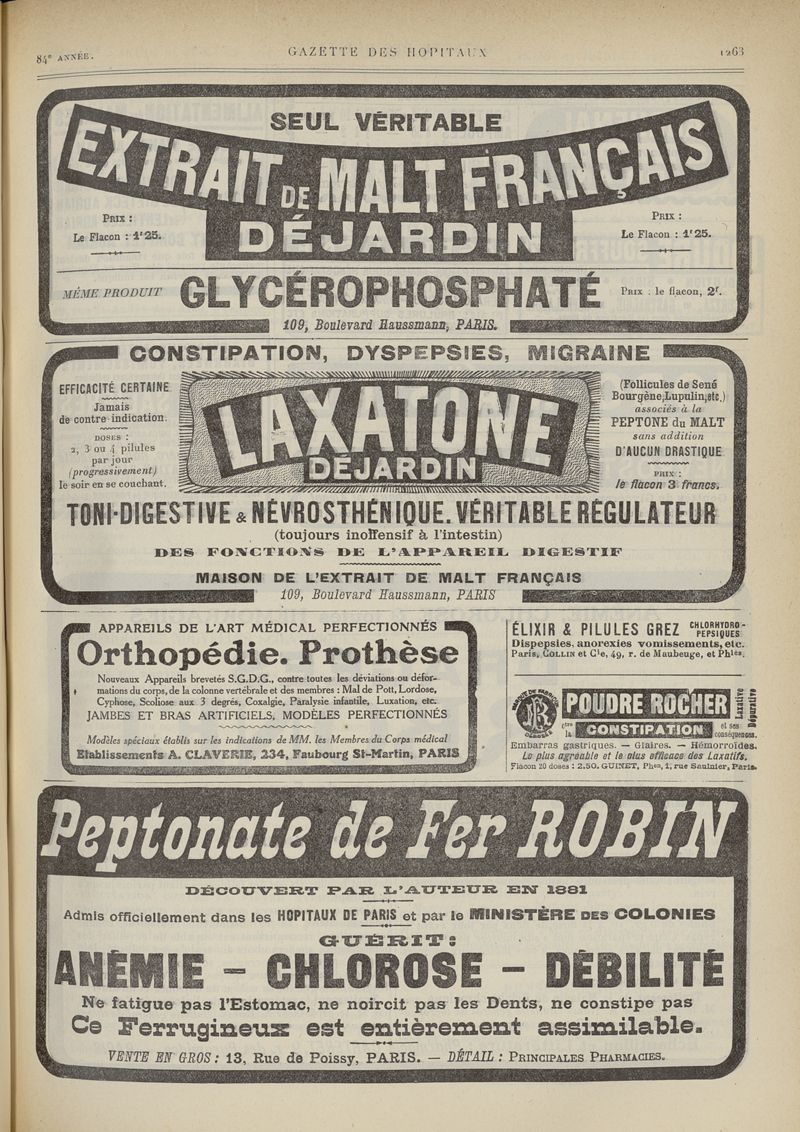 84e ANNÉE.
GAZETTE DES HOPITAUX
1263
SEUL VÉRITABLE
EXTRAIT DE MALT FRANÇAIS
DÉJARDIN
PRIX :
Le Flacon : 1f25.
PRIX :
Le Flacon : 1f25.
MÊME PRODUIT GLYCÉROPHOSPHATÉ PRIX : le flacon, 2f.
109, Boulevard Haussmann, PARIS.
CONSTIPATION, DYSPEPSIES, MIGRAINE
EFFICACITÉ CERTAINE
Jamais
de contre-indication.
DOSES :
2, 3 ou 4 pilules
par jour
(progressivement)
le soir en se couchant.
LAXATONE
DÉJARDIN
(Follicules de Séné
Bourgène, Lupulin, etc.)
associés à la
PEPTONE du MALT
sans addition
D'AUCUN DRASTIQUE
PRIX :
le flacon 3 francs.
TONI-DIGESTIVE & NÉVROSTHÉNIQUE. VÉRITABLE RÉGULATEUR
(toujours inoffensif à l'intestin)
DES FONCTIONS DE L'APPAREIL DIGESTIF
MAISON DE L'EXTRAIT DE MALT FRANÇAIS
109, Boulevard Haussmann, PARIS
APPAREILS DE L'ART MÉDICAL PERFECTIONNÉS
Orthopédie. Prothèse
Nouveaux Appareils brevetés S.G.D.G., contre toutes les déviations ou défor-
mations du corps, de la colonne vertébrale et des membres : Mal de Pott, Lordose,
Cyphose, Scoliose aux 3 degrés, Coxalgie, Paralysie infantile, Luxation, etc.
JAMBES ET BRAS ARTIFICIELS, MODÈLES PERFECTIONNÉS
Modèles spéciaux établis sur les indications de MM. les Membres du Corps médical
Etablissements A. CLAVERIE, 234, Faubourg St-Martin, PARIS
ÉLIXIR & PILULES GREZ CHLORHYDRO-PEPSIQUES
Dispepsies, anorexies vomissements, etc.
Paris, COLLIN et Cie, 49, r. de Maubeuge, et Phies.
POUDRE ROCHER
Laxative
Dépurative
ctre la CONSTIPATION et ses conséquences.
Embarras gastriques. — Glaires. — Hémorroïdes.
Le plus agréable et le plus efficace des Laxatifs.
Flacon 20 doses : 2.50. GUINET, Phen, 1, rue Saulnier, Paris.
Peptonate de Fer ROBIN
DÉCOUVERT PAR L'AUTEUR EN 1881
Admis officiellement dans les HOPITAUX DE PARIS et par le MINISTÈRE DES COLONIES
GUÉRIT :
ANÉMIE - CHLOROSE - DÉBILITÉ
Ne fatigue pas l'Estomac, ne noircit pas les Dents, ne constipe pas
Ce Ferrugineux est entièrement assimilable.
VENTE EN GROS : 13, Rue de Poissy, PARIS. — DÉTAIL : PRINCIPALES PHARMACIES.